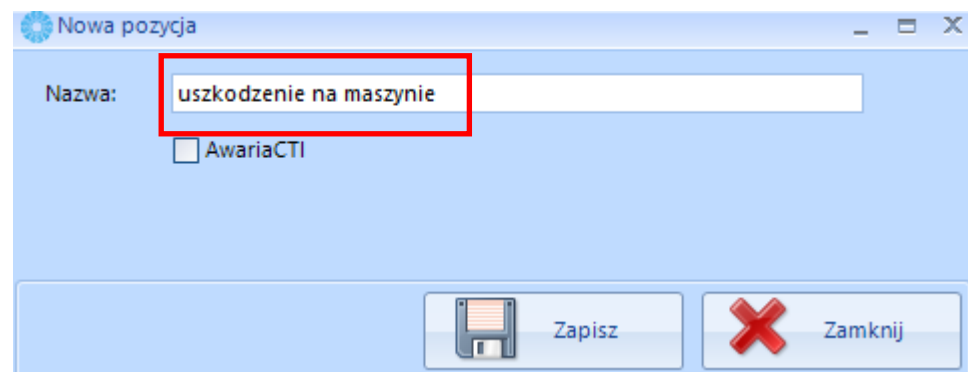 Nowa pozycja
Nazwa: uszkodzenie na maszynie
AwariaCTI
Zapisz Zamknij